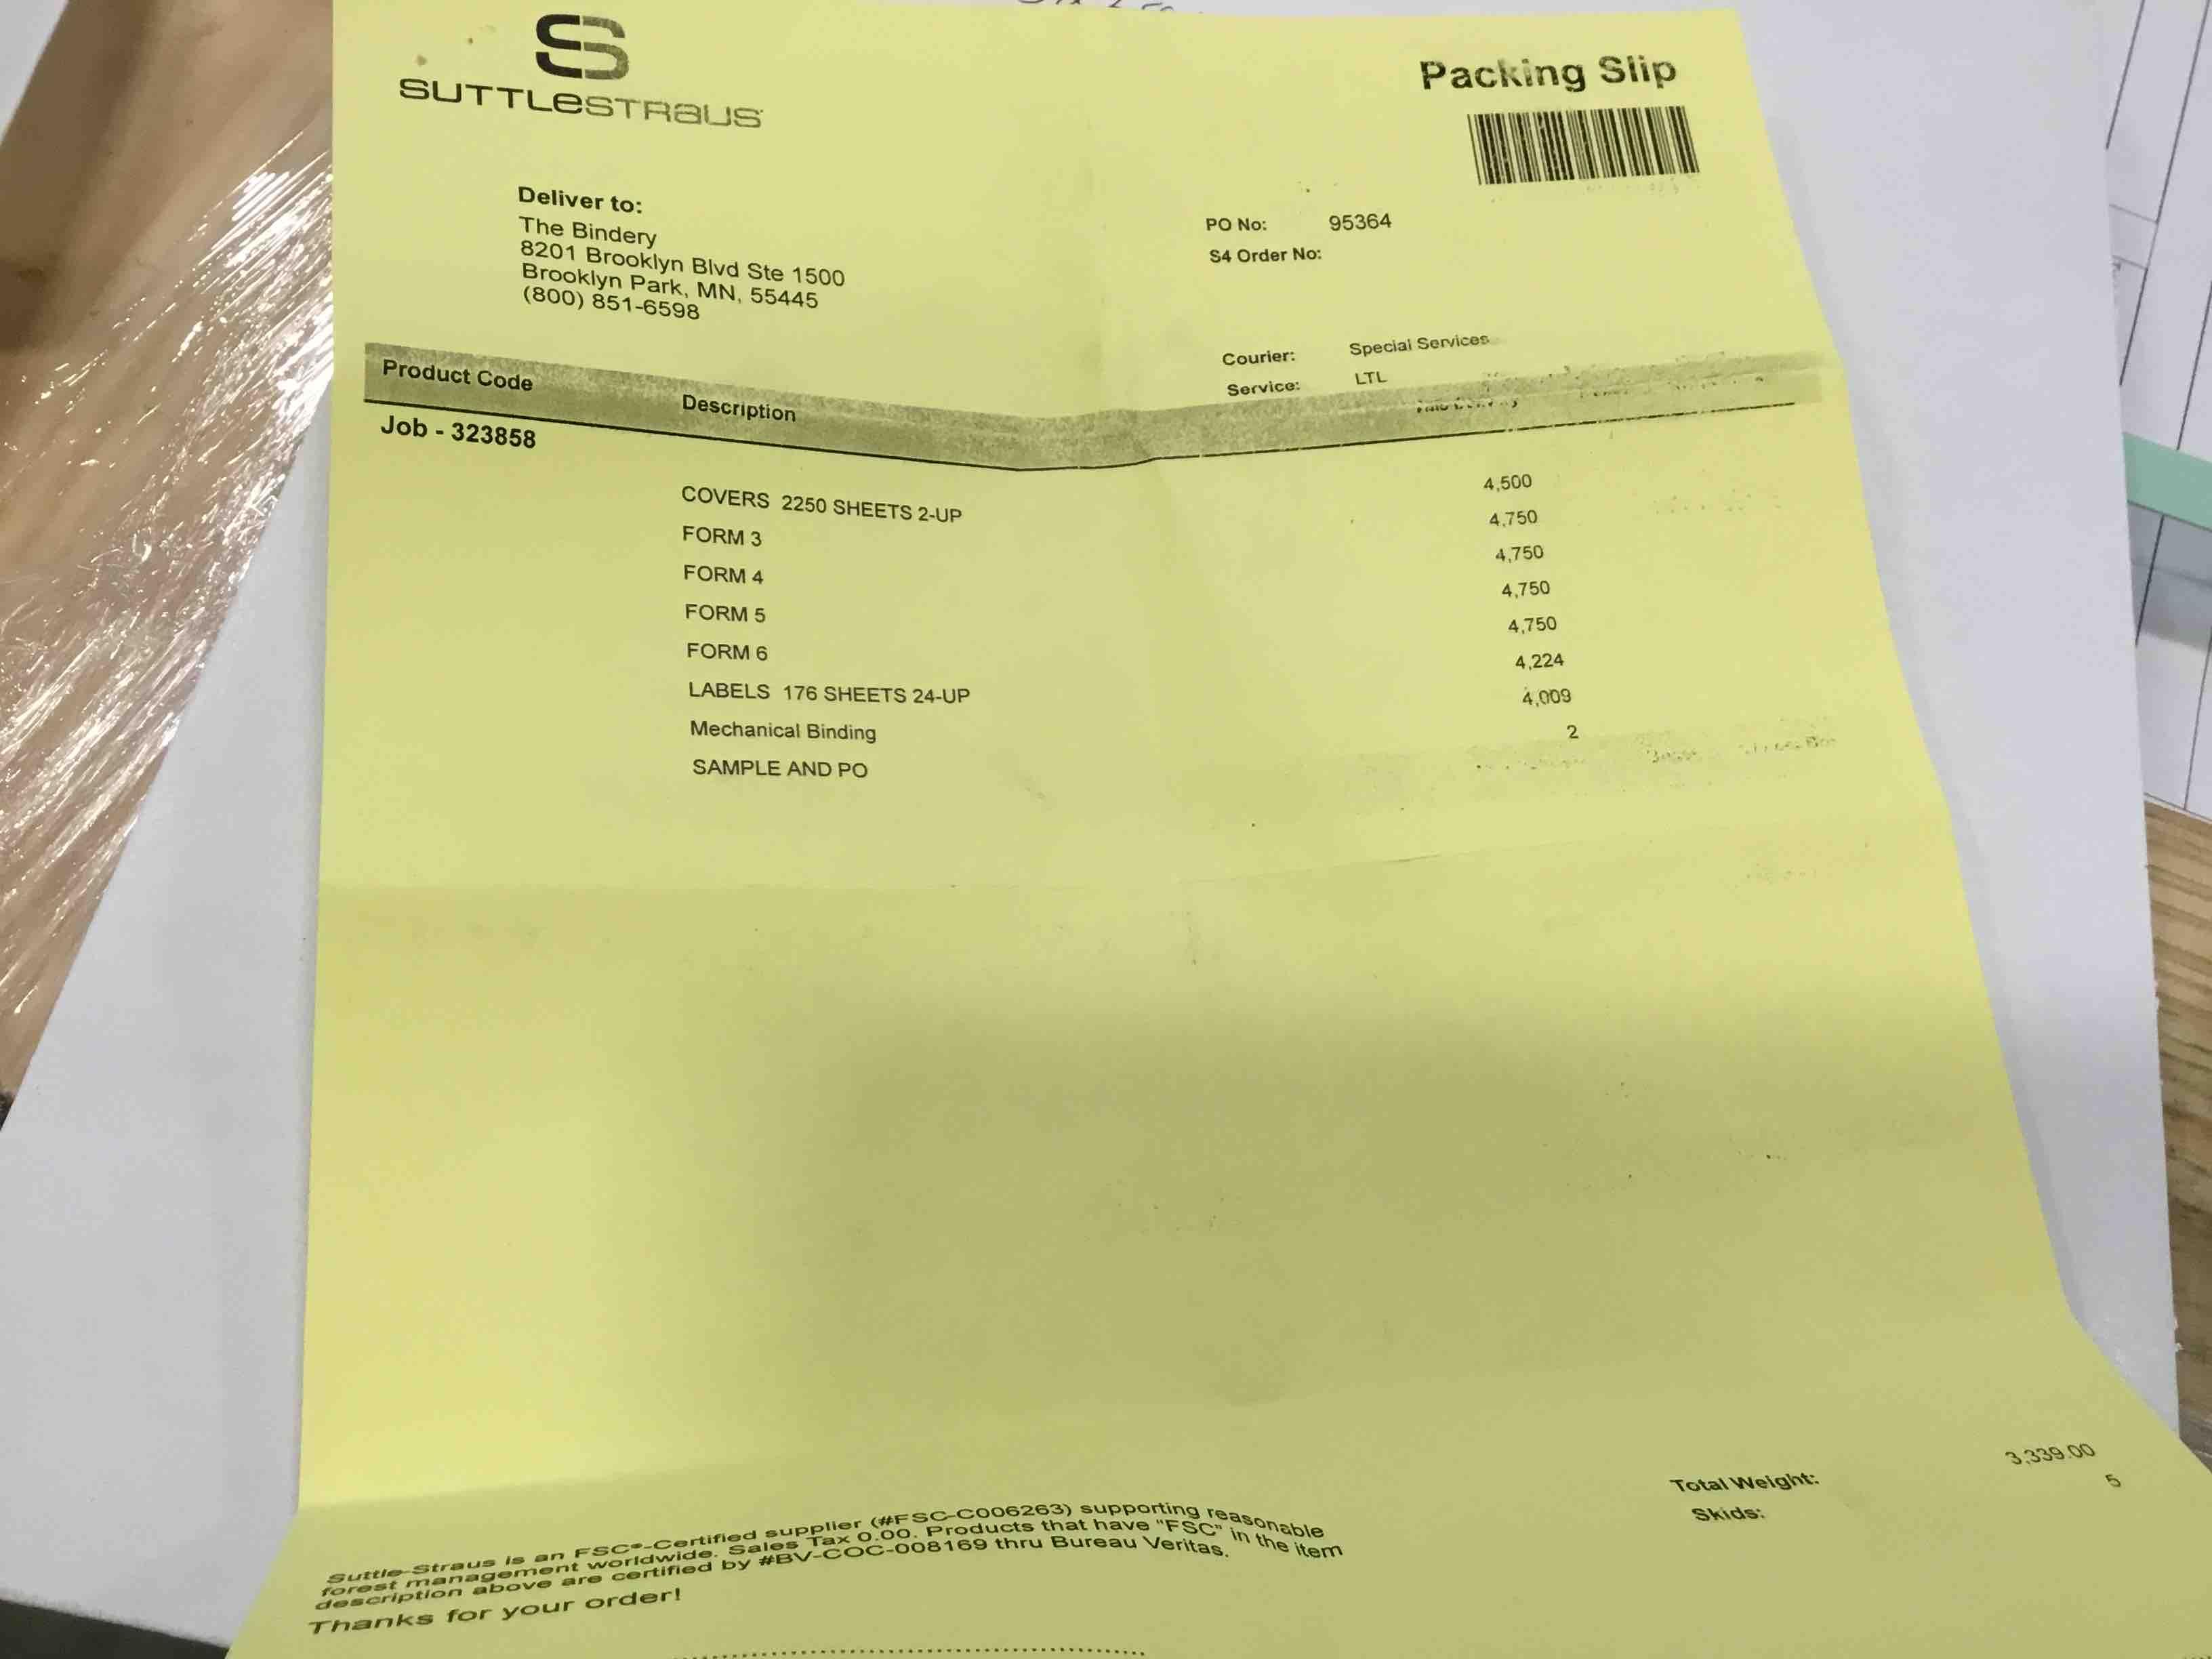 SUTTLESTRAUS
Packing Slip
Deliver to:
The Bindery
8201 Brooklyn Blvd Ste 1500
Brooklyn Park, MN, 55445
(800) 851-6598
PO No: 95364
S4 Order No:
Courier: Special Services
Service: LTL
Product Code Description
Job - 323858
COVERS 2250 SHEETS 2-UP 4,500
FORM 3 4,750
FORM 4 4,750
FORM 5 4,750
FORM 6 4,750
LABELS 176 SHEETS 24-UP 4,224
Mechanical Binding 4,009
SAMPLE AND PO 2
Total Weight: 3,339.00
Skids: 5
Suttle-Straus is an FSC®-Certified supplier (#FSC-C006263) supporting reasonable
forest management worldwide. Sales Tax 0.00. Products that have "FSC" in the item
description above are certified by #BV-COC-008169 thru Bureau Veritas.
Thanks for your order!